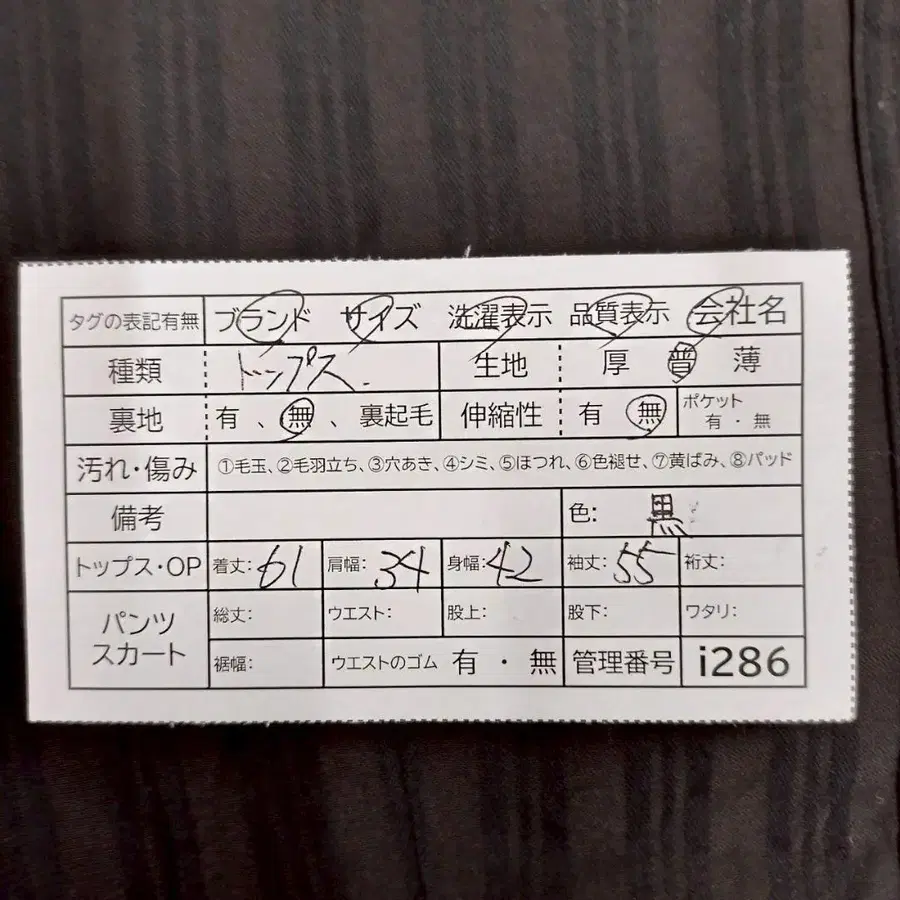 タグの表記有無 ブランド サイズ 洗濯表示 品質表示 会社名
種類 トップス 生地 厚 普 薄
裏地 有 、無 、裏起毛 伸縮性 有 無 ポケット 有・無
汚れ・傷み ①毛玉、②毛羽立ち、③穴あき、④シミ、⑤ほつれ、⑥色褪せ、⑦黄ばみ、⑧パッド
備考 色: 黒
トップス・OP 着丈: 61 肩幅: 34 身幅: 42 袖丈: 55 裄丈:
パンツ スカート 総丈: ウエスト: 股上: 股下: ワタリ:
裾幅: ウエストのゴム 有・無 管理番号 i286